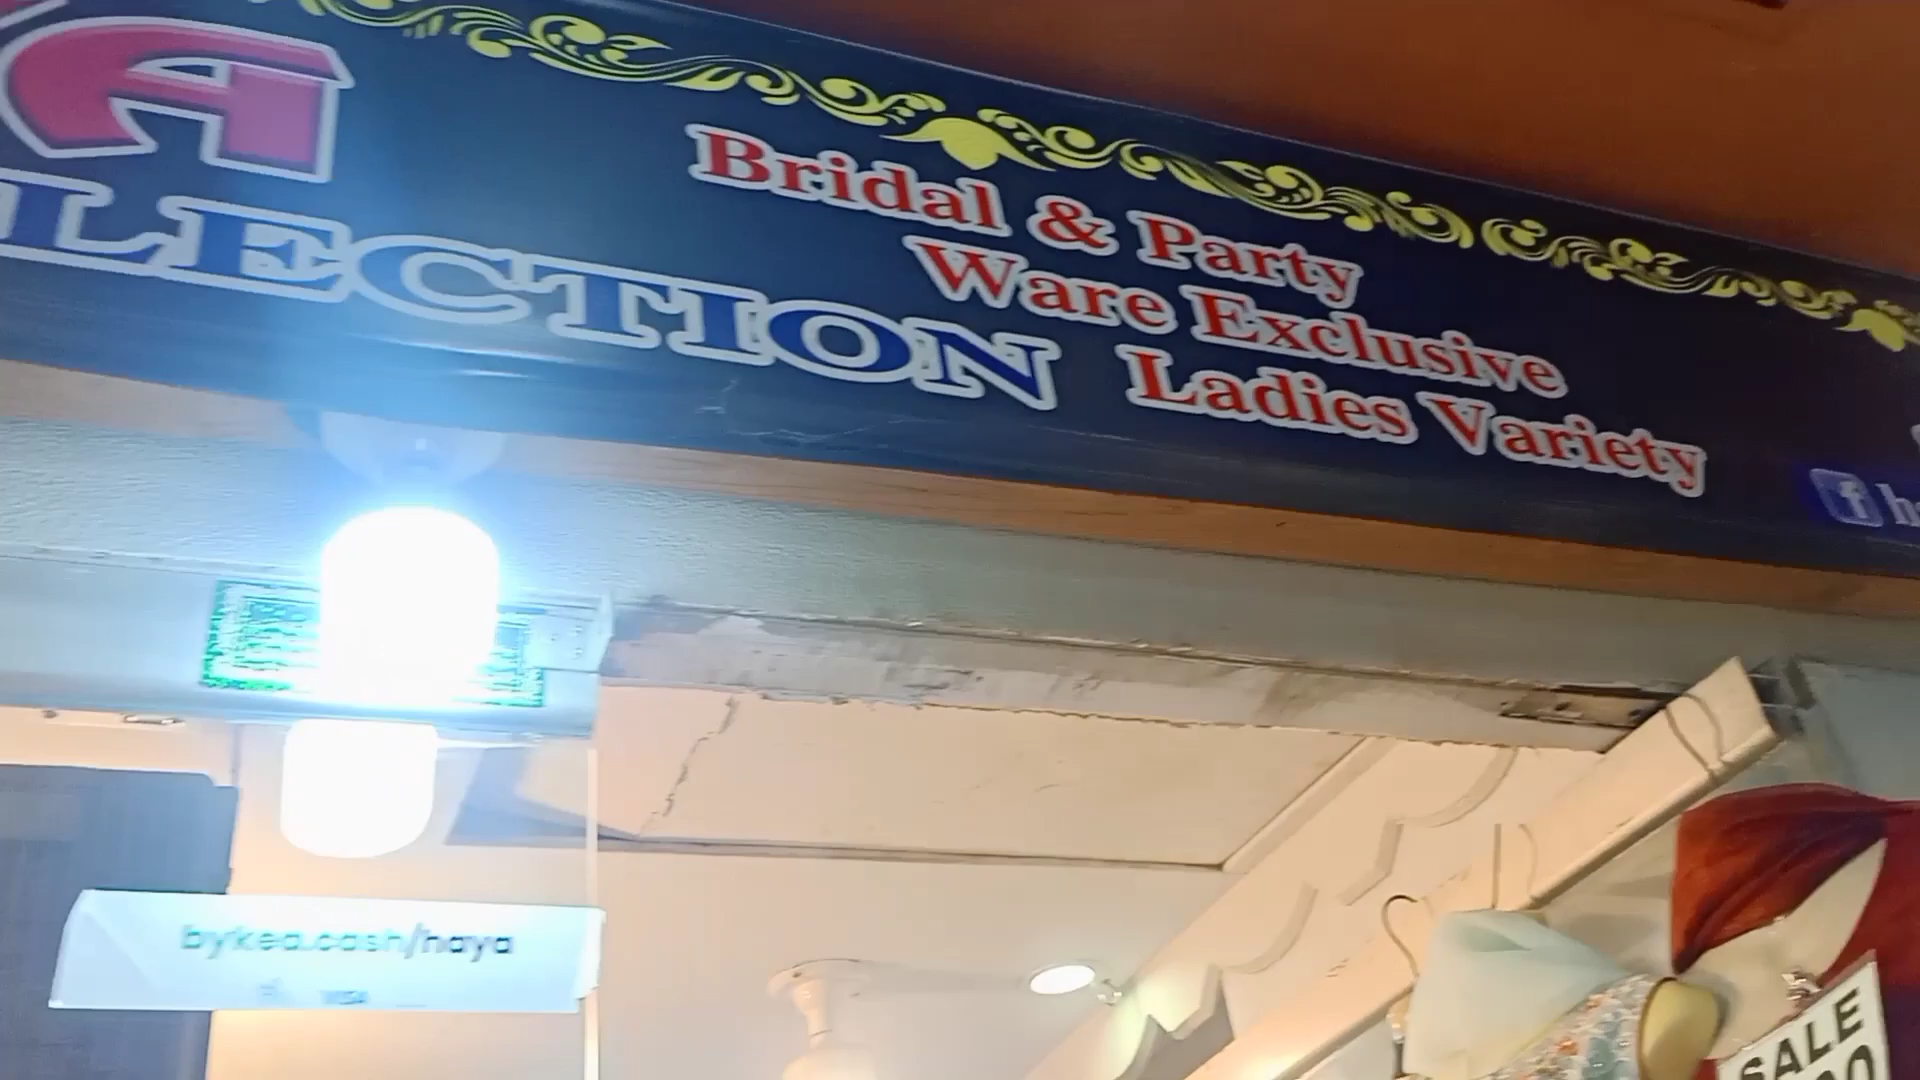 LECTION
Bridal & Party
Ware Exclusive
Ladies Variety
bykea.cash/naya
VISA
SALE